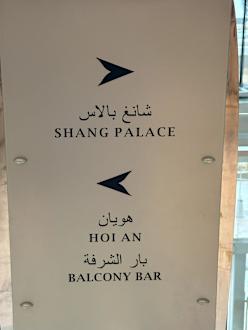 شانغ بالاس
SHANG PALACE
هويان
HOI AN
بار الشرفة
BALCONY BAR